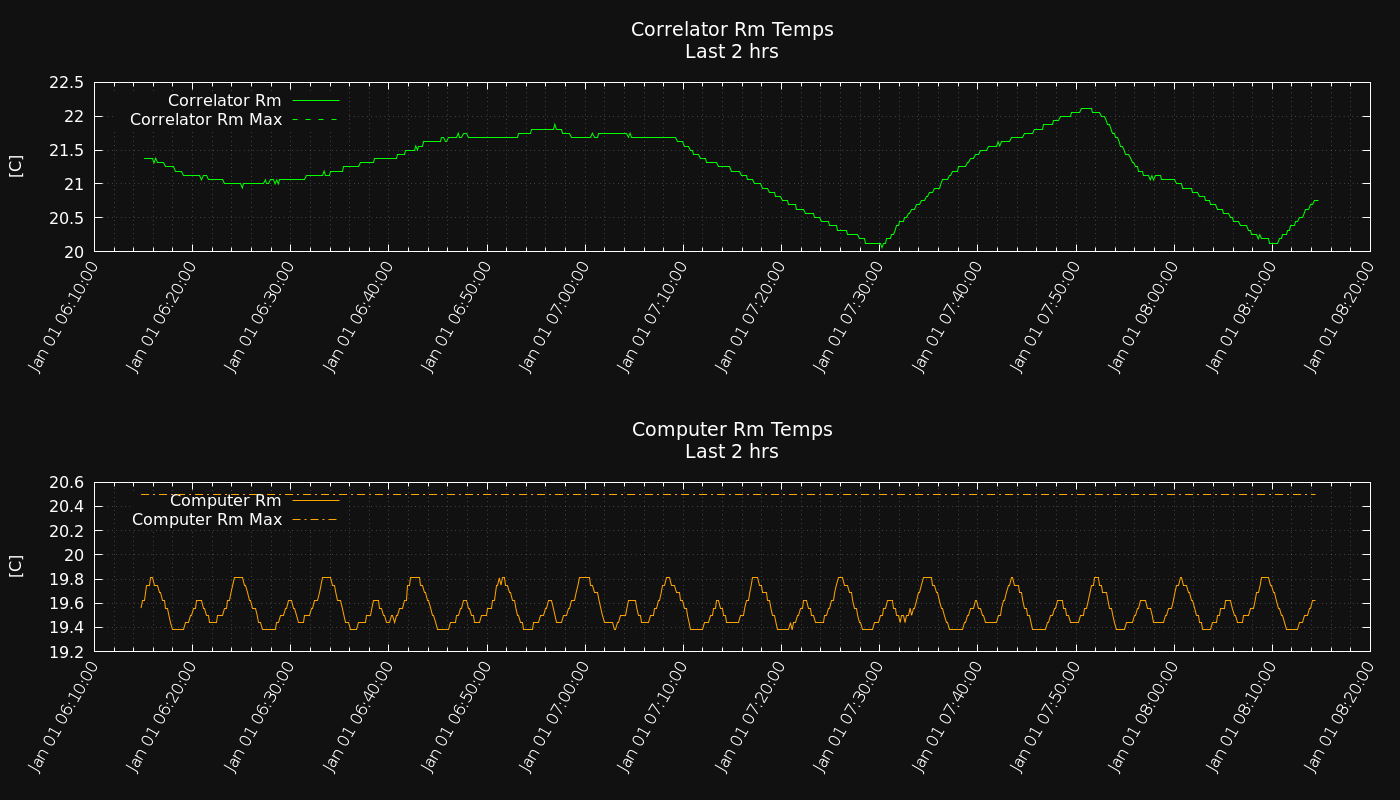 Correlator Rm Temps
Last 2 hrs
22.5
22
21.5
21
20.5
20
[C]
Correlator Rm
Correlator Rm Max
Jan 01 06:10:00
Jan 01 06:20:00
Jan 01 06:30:00
Jan 01 06:40:00
Jan 01 06:50:00
Jan 01 07:00:00
Jan 01 07:10:00
Jan 01 07:20:00
Jan 01 07:30:00
Jan 01 07:40:00
Jan 01 07:50:00
Jan 01 08:00:00
Jan 01 08:10:00
Jan 01 08:20:00
Computer Rm Temps
Last 2 hrs
20.6
20.4
20.2
20
19.8
19.6
19.4
19.2
[C]
Computer Rm
Computer Rm Max
Jan 01 06:10:00
Jan 01 06:20:00
Jan 01 06:30:00
Jan 01 06:40:00
Jan 01 06:50:00
Jan 01 07:00:00
Jan 01 07:10:00
Jan 01 07:20:00
Jan 01 07:30:00
Jan 01 07:40:00
Jan 01 07:50:00
Jan 01 08:00:00
Jan 01 08:10:00
Jan 01 08:20:00